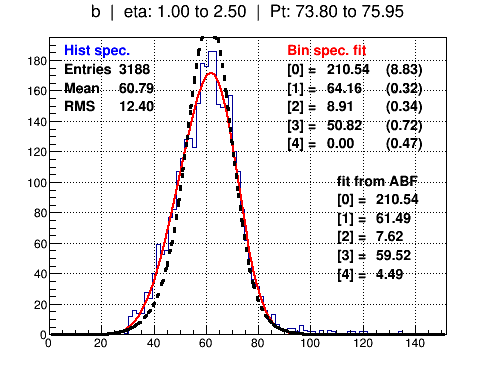 b | eta: 1.00 to 2.50 | Pt: 73.80 to 75.95
Hist spec.
Entries 3188
Mean 60.79
RMS 12.40
Bin spec. fit
[0] = 210.54 (8.83)
[1] = 64.16 (0.32)
[2] = 8.91 (0.34)
[3] = 50.82 (0.72)
[4] = 0.00 (0.47)
fit from ABF
[0] = 210.54
[1] = 61.49
[2] = 7.62
[3] = 59.52
[4] = 4.49
180
160
140
120
100
80
60
40
20
0
0 20 40 60 80 100 120 140